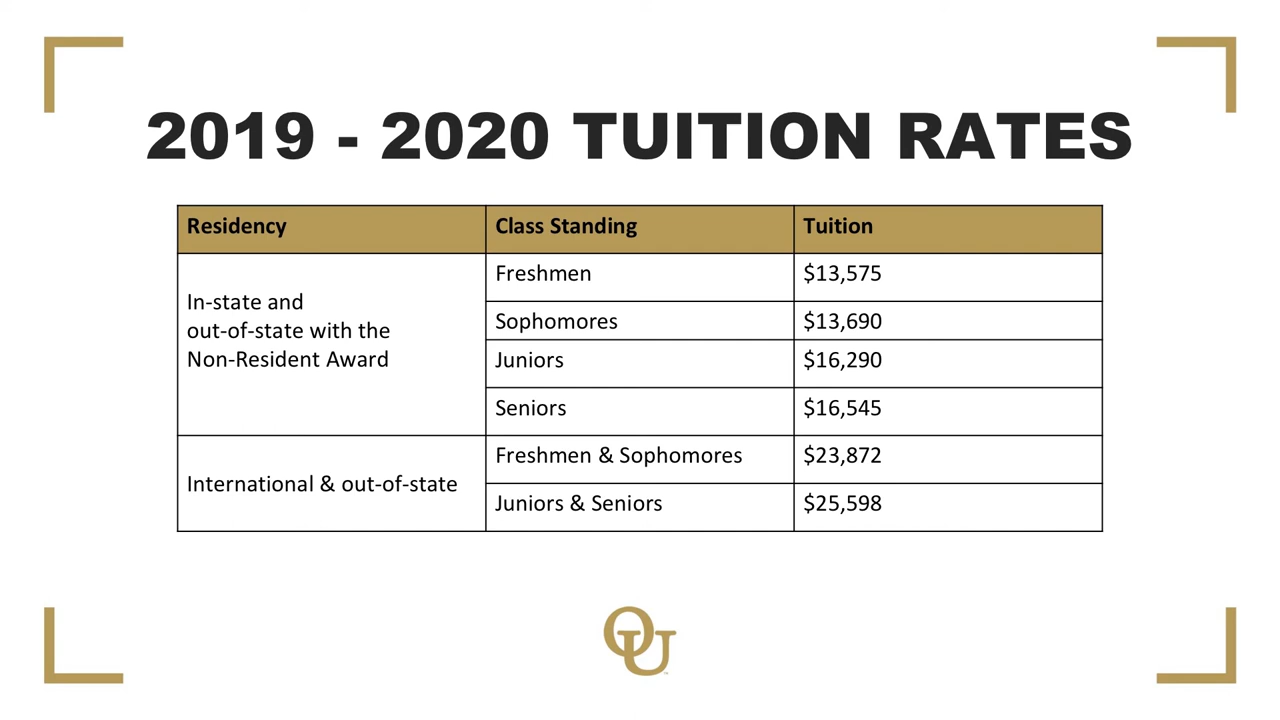 2019 - 2020 TUITION RATES
Residency Class Standing Tuition
In-state and
out-of-state with the
Non-Resident Award
Freshmen $13,575
Sophomores $13,690
Juniors $16,290
Seniors $16,545
International & out-of-state
Freshmen & Sophomores $23,872
Juniors & Seniors $25,598
OU